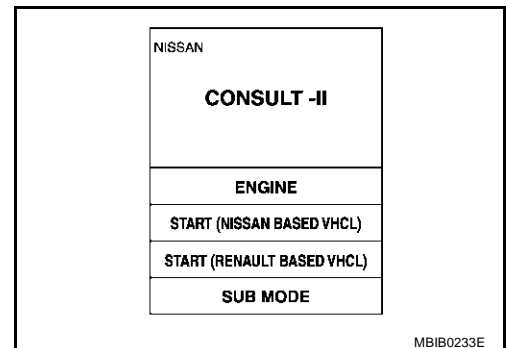 NISSAN
CONSULT -II
ENGINE
START (NISSAN BASED VHCL)
START (RENAULT BASED VHCL)
SUB MODE
MBIB0233E